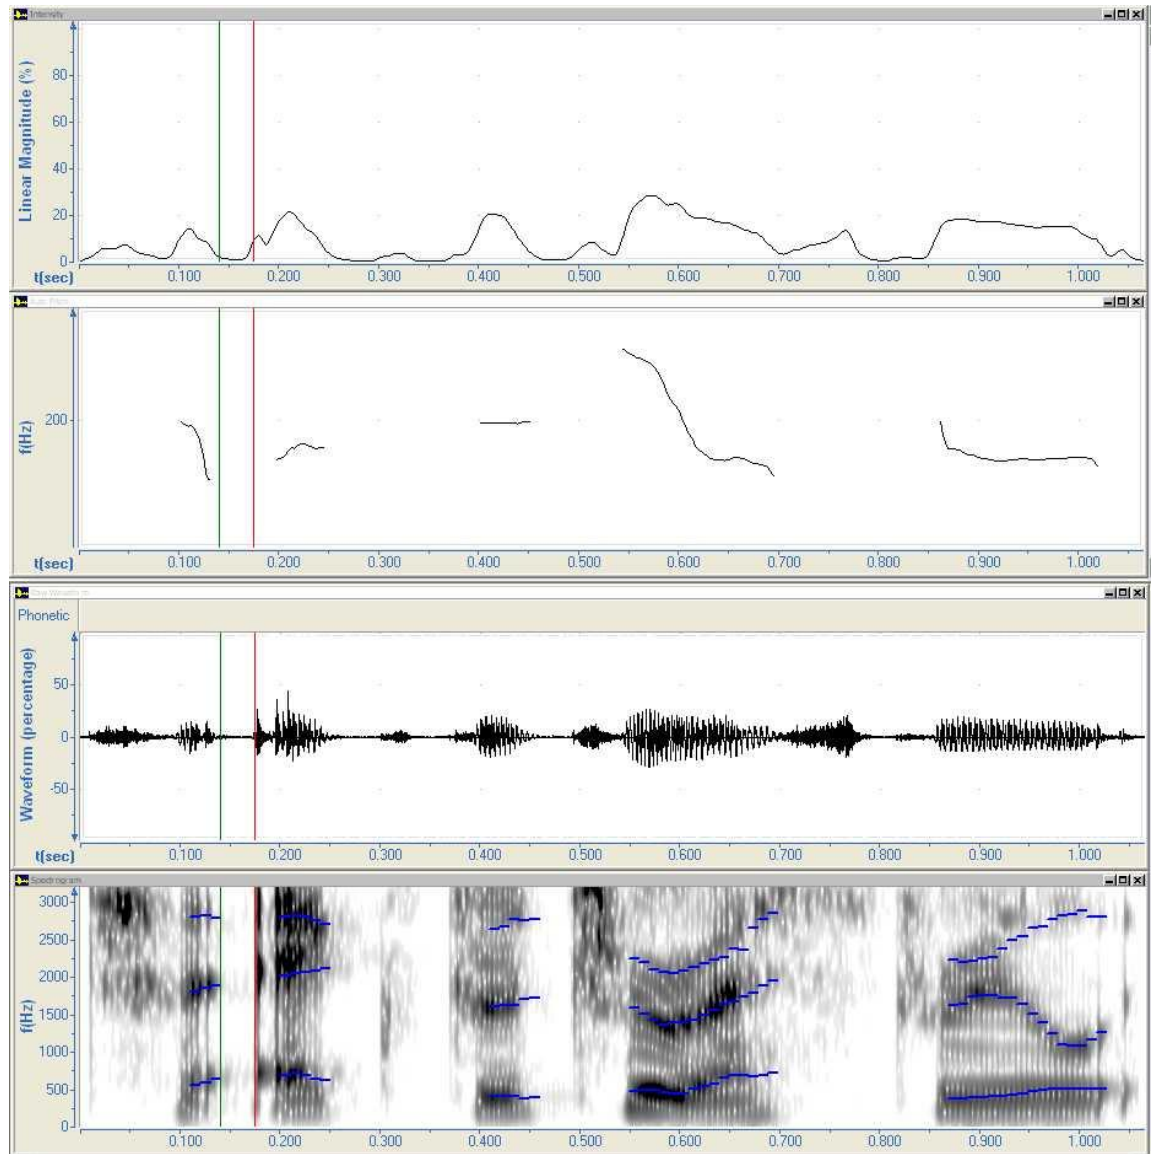 Intensity
Linear Magnitude (%)
80
60
40
20
0
t(sec) 0.100 0.200 0.300 0.400 0.500 0.600 0.700 0.800 0.900 1.000
f(Hz)
200
t(sec) 0.100 0.200 0.300 0.400 0.500 0.600 0.700 0.800 0.900 1.000
Raw Waveform
Phonetic
Waveform (percentage)
50
0
-50
t(sec) 0.100 0.200 0.300 0.400 0.500 0.600 0.700 0.800 0.900 1.000
Spectrogram
f(Hz)
3000
2500
2000
1500
1000
500
0
t(sec) 0.100 0.200 0.300 0.400 0.500 0.600 0.700 0.800 0.900 1.000